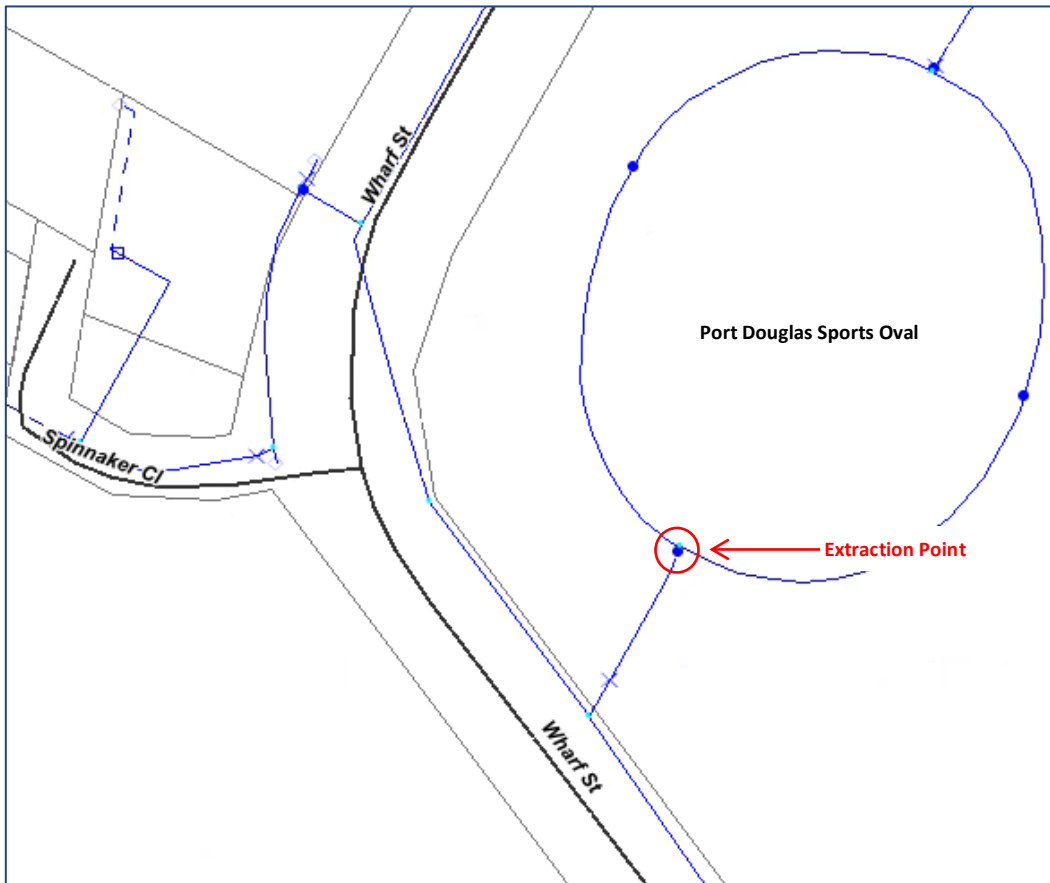 Wharf St
Port Douglas Sports Oval
Spinnaker Cl
Extraction Point
Wharf St